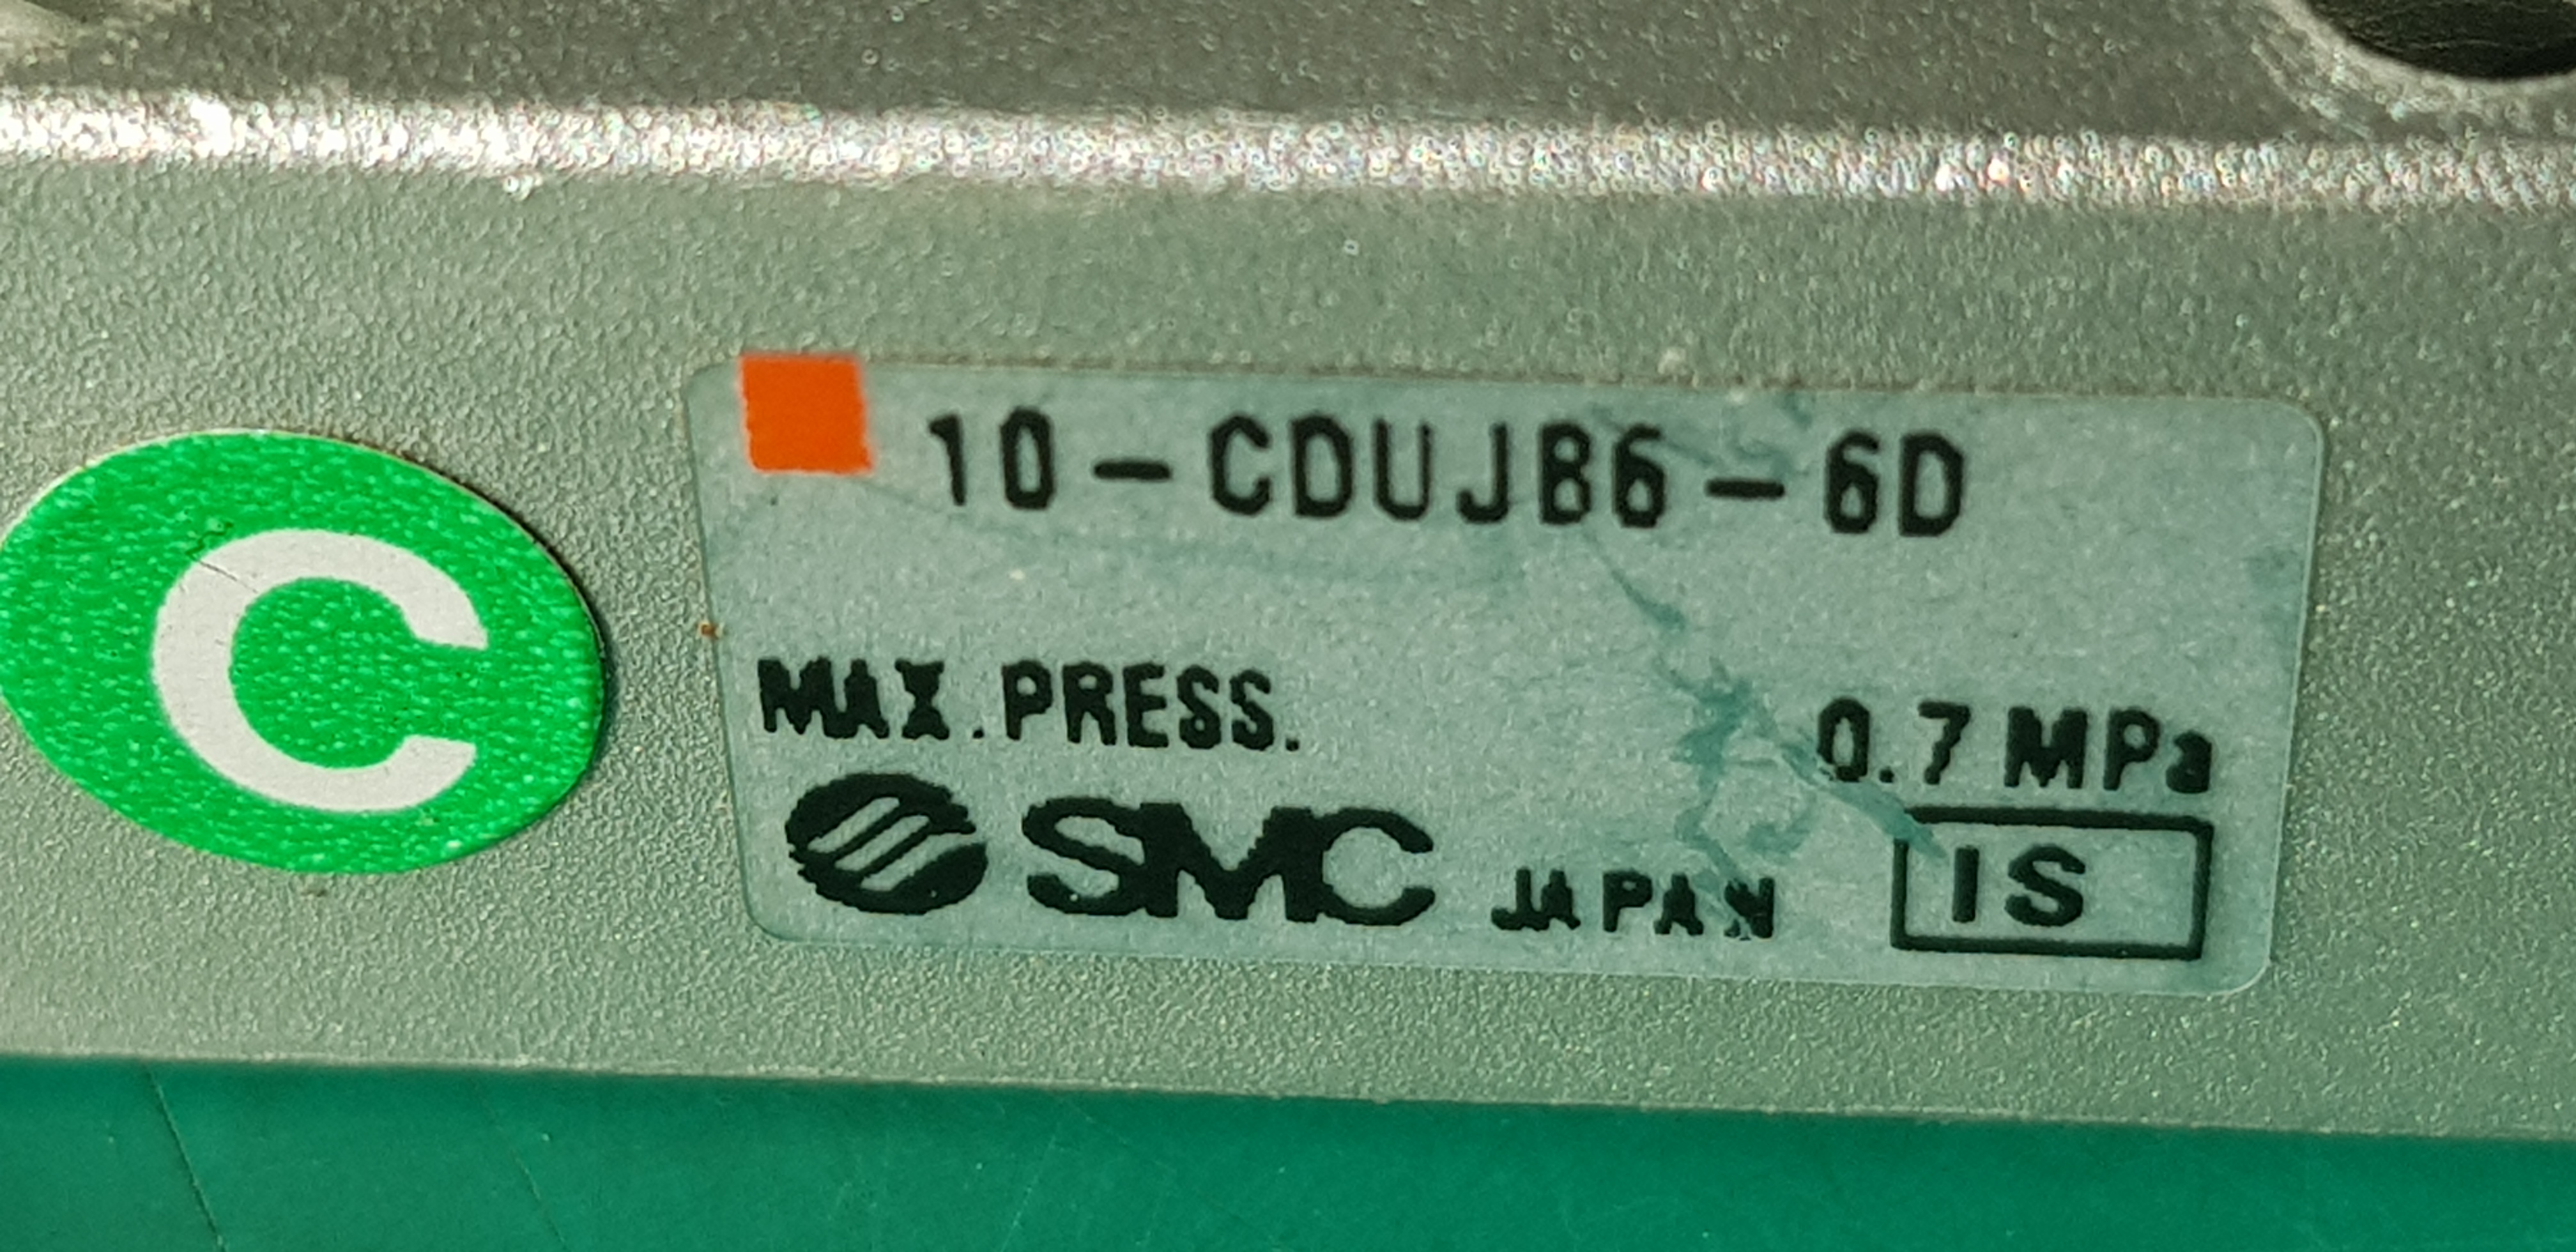 10-CDUJB6-6D
C
MAX.PRESS. 0.7 MPa
SMC JAPAN IS